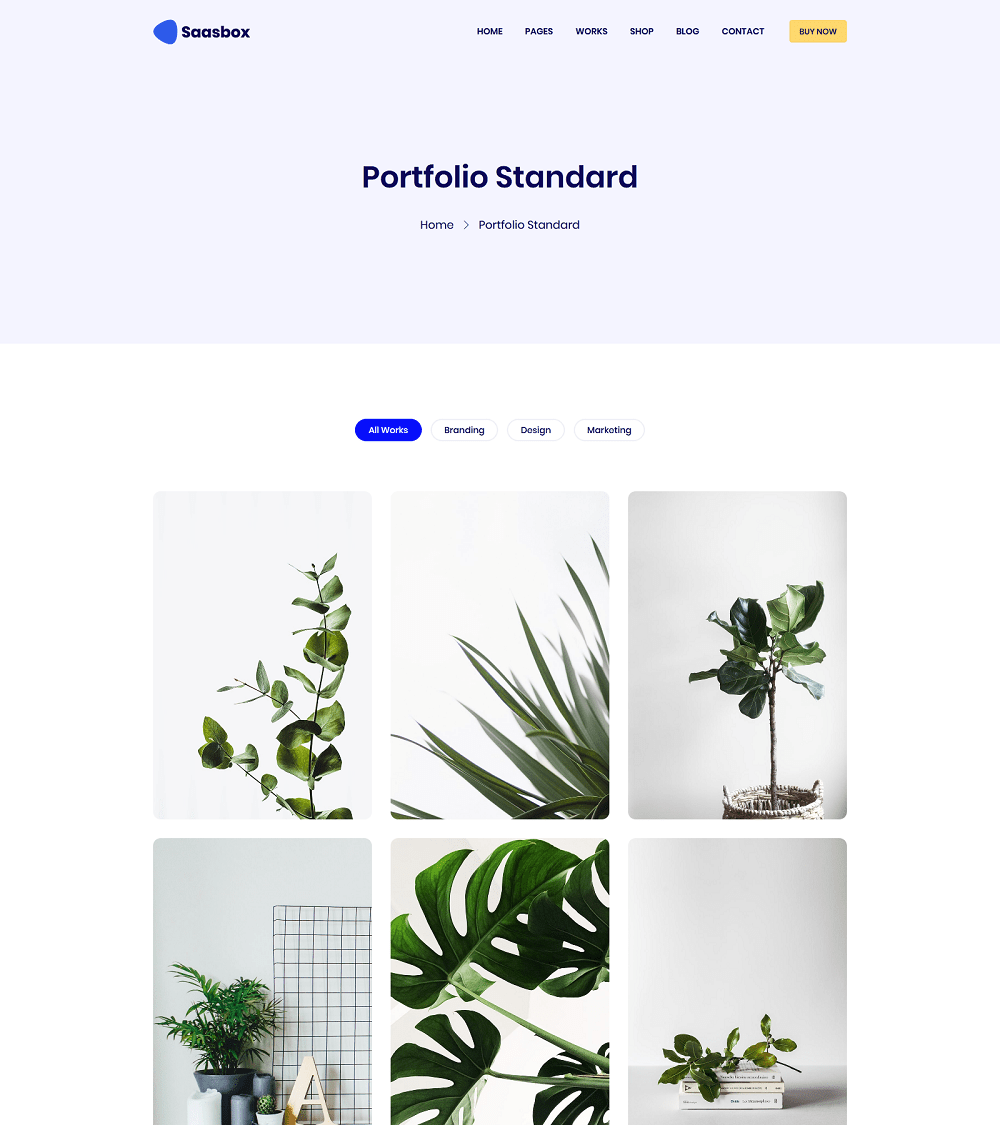 Saasbox
HOME PAGES WORKS SHOP BLOG CONTACT BUY NOW
Portfolio Standard
Home > Portfolio Standard
All Works Branding Design Marketing
A